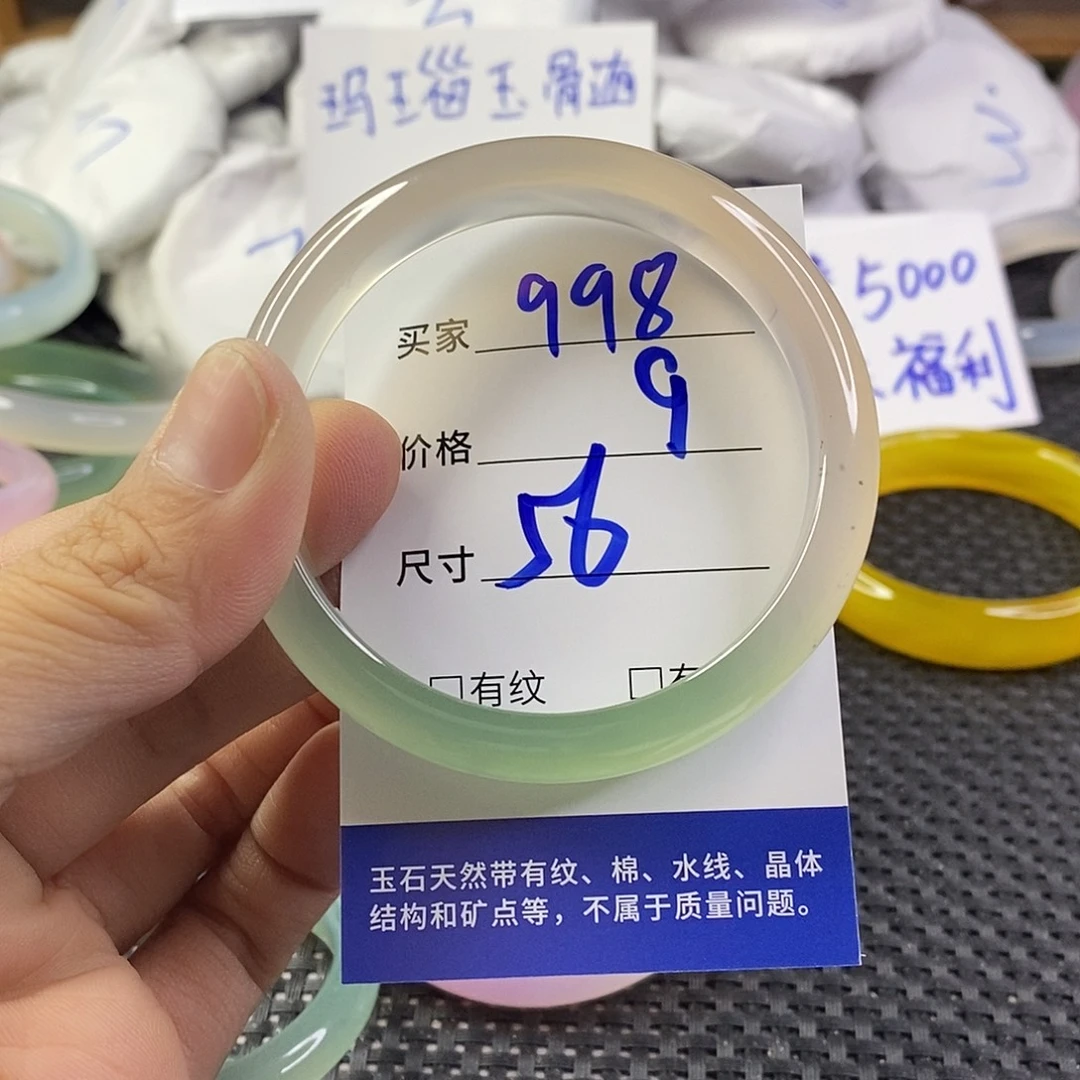 玛瑙玉骨髓
5000
福利
买家 998
9
价格
尺寸 56
□有纹 □有
玉石天然带有纹、棉、水线、晶体
结构和矿点等，不属于质量问题。